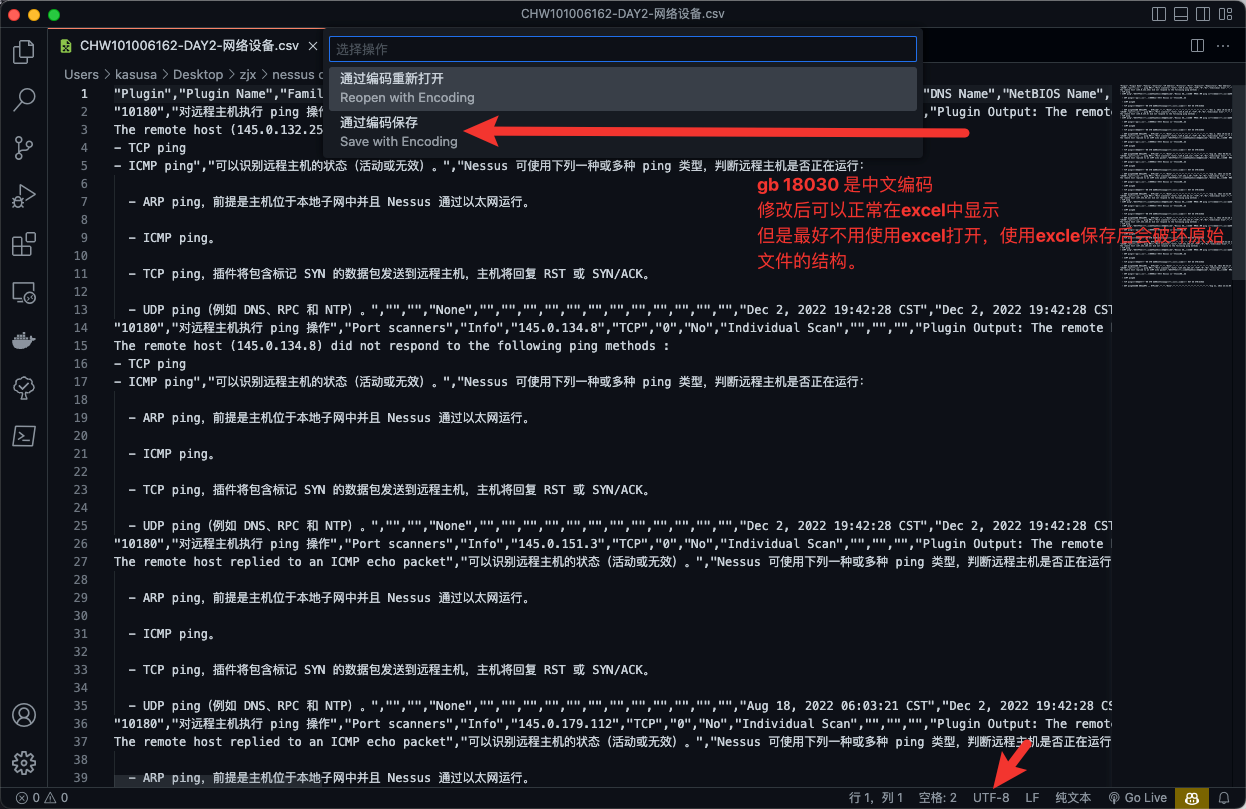 CHW101006162-DAY2-网络设备.csv
CHW101006162-DAY2-网络设备.csv
选择操作
Users > kasusa > Desktop > zjx > nessus c
通过编码重新打开
Reopen with Encoding
通过编码保存
Save with Encoding
1 "Plugin","Plugin Name","Famil "DNS Name","NetBIOS Name",
2 "10180","对远程主机执行 ping 操作 ,"Plugin Output: The remote
3 The remote host (145.0.132.25
4 - TCP ping
5 - ICMP ping","可以识别远程主机的状态（活动或无效）。","Nessus 可使用下列一种或多种 ping 类型，判断远程主机是否正在运行：
6
7 - ARP ping，前提是主机位于本地子网中并且 Nessus 通过以太网运行。
8
9 - ICMP ping。
10
11 - TCP ping，插件将包含标记 SYN 的数据包发送到远程主机，主机将回复 RST 或 SYN/ACK。
12
13 - UDP ping（例如 DNS、RPC 和 NTP）。","","","None","","","","","","","","","","","Dec 2, 2022 19:42:28 CST","Dec 2, 2022 19:42:28 CST
14 "10180","对远程主机执行 ping 操作","Port scanners","Info","145.0.134.8","TCP","0","No","Individual Scan","","","","Plugin Output: The remote
15 The remote host (145.0.134.8) did not respond to the following ping methods :
16 - TCP ping
17 - ICMP ping","可以识别远程主机的状态（活动或无效）。","Nessus 可使用下列一种或多种 ping 类型，判断远程主机是否正在运行：
18
19 - ARP ping，前提是主机位于本地子网中并且 Nessus 通过以太网运行。
20
21 - ICMP ping。
22
23 - TCP ping，插件将包含标记 SYN 的数据包发送到远程主机，主机将回复 RST 或 SYN/ACK。
24
25 - UDP ping（例如 DNS、RPC 和 NTP）。","","","None","","","","","","","","","","","Dec 2, 2022 19:42:28 CST","Dec 2, 2022 19:42:28 CST
26 "10180","对远程主机执行 ping 操作","Port scanners","Info","145.0.151.3","TCP","0","No","Individual Scan","","","","Plugin Output: The remote
27 The remote host replied to an ICMP echo packet","可以识别远程主机的状态（活动或无效）。","Nessus 可使用下列一种或多种 ping 类型，判断远程主机是否正在运行
28
29 - ARP ping，前提是主机位于本地子网中并且 Nessus 通过以太网运行。
30
31 - ICMP ping。
32
33 - TCP ping，插件将包含标记 SYN 的数据包发送到远程主机，主机将回复 RST 或 SYN/ACK。
34
35 - UDP ping（例如 DNS、RPC 和 NTP）。","","","None","","","","","","","","","","","Aug 18, 2022 06:03:21 CST","Dec 2, 2022 19:42:28 CS
36 "10180","对远程主机执行 ping 操作","Port scanners","Info","145.0.179.112","TCP","0","No","Individual Scan","","","","Plugin Output: The remot
37 The remote host replied to an ICMP echo packet","可以识别远程主机的状态（活动或无效）。","Nessus 可使用下列一种或多种 ping 类型，判断远程主机是否正在运行
38
39 - ARP ping，前提是主机位于本地子网中并且 Nessus 通过以太网运行。
gb 18030 是中文编码
修改后可以正常在excel中显示
但是最好不用使用excel打开，使用excle保存后会破坏原始
文件的结构。
0 0 行 1，列 1 空格: 2 UTF-8 LF 纯文本 Go Live